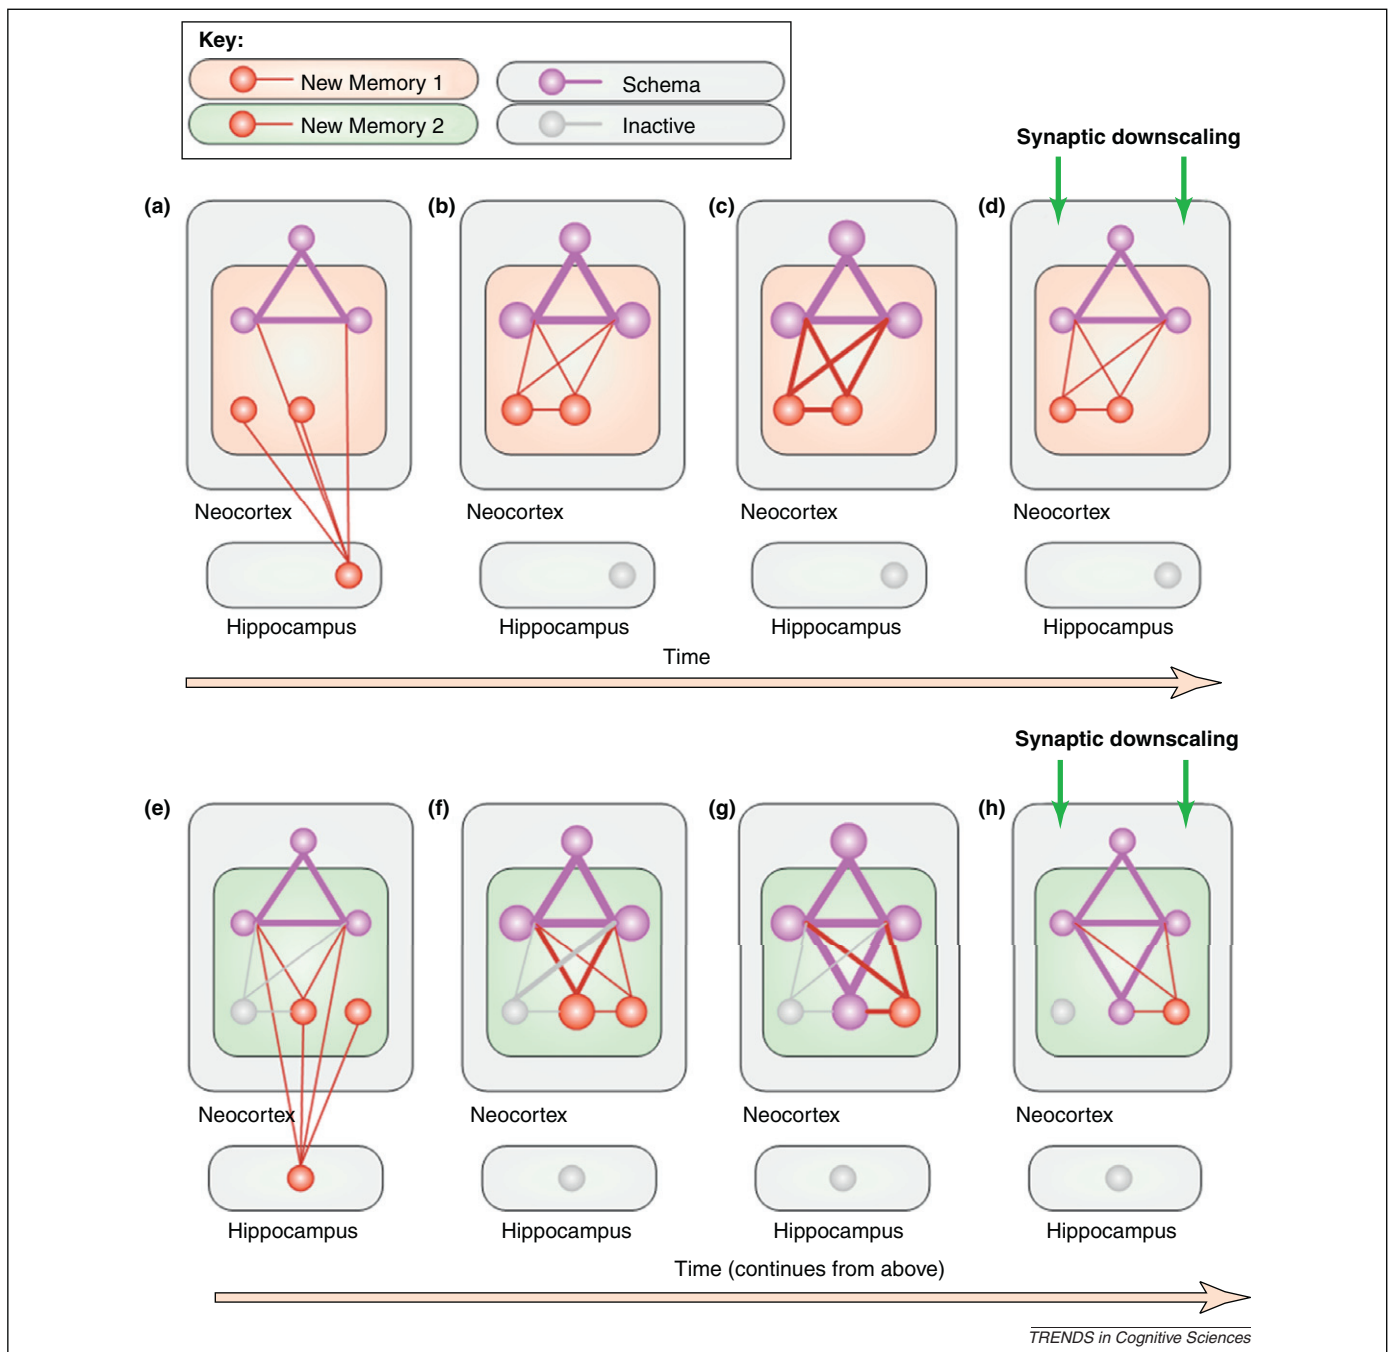 Key:
New Memory 1
Schema
New Memory 2
Inactive
Synaptic downscaling
(a)
(b)
(c)
(d)
Neocortex
Neocortex
Neocortex
Neocortex
Hippocampus
Hippocampus
Hippocampus
Hippocampus
Time
Synaptic downscaling
(e)
(f)
(g)
(h)
Neocortex
Neocortex
Neocortex
Neocortex
Hippocampus
Hippocampus
Hippocampus
Hippocampus
Time (continues from above)
TRENDS in Cognitive Sciences